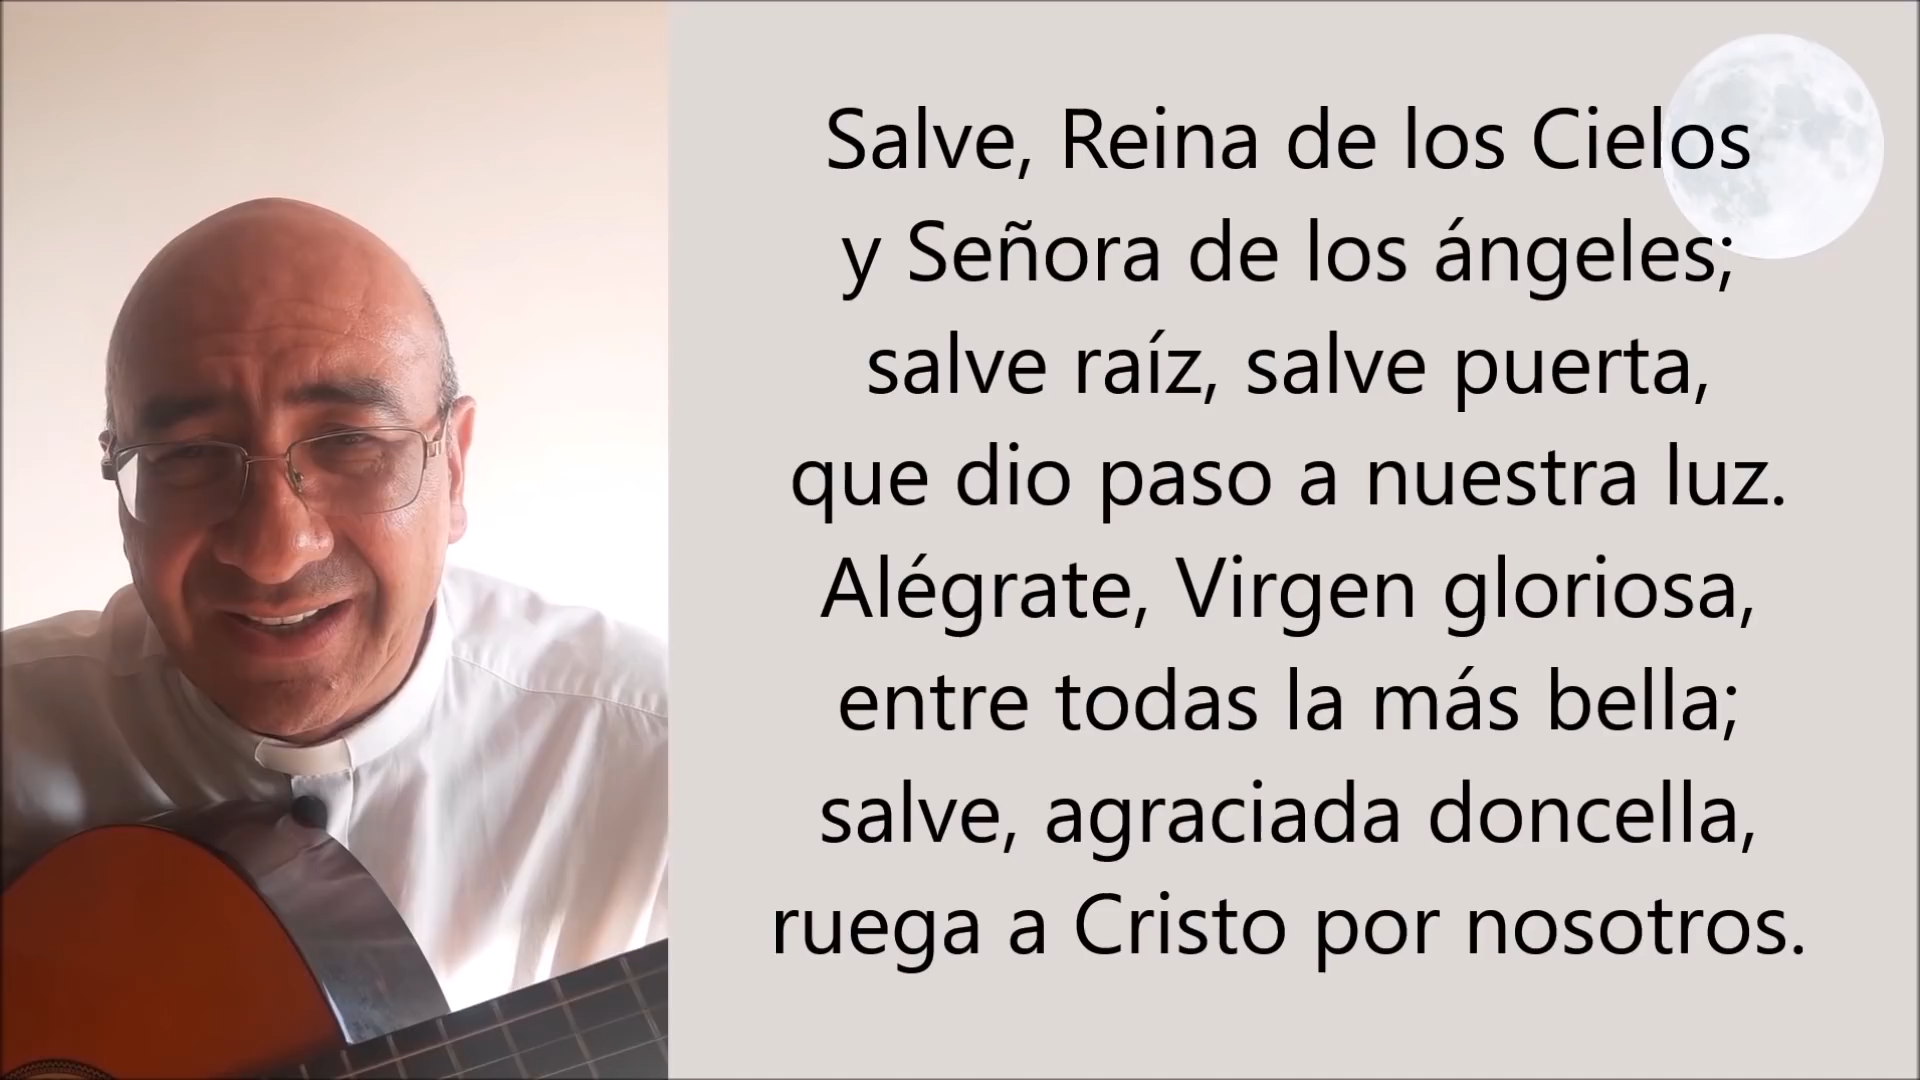 Salve, Reina de los Cielos
y Señora de los ángeles;
salve raíz, salve puerta,
que dio paso a nuestra luz.
Alégrate, Virgen gloriosa,
entre todas la más bella;
salve, agraciada doncella,
ruega a Cristo por nosotros.